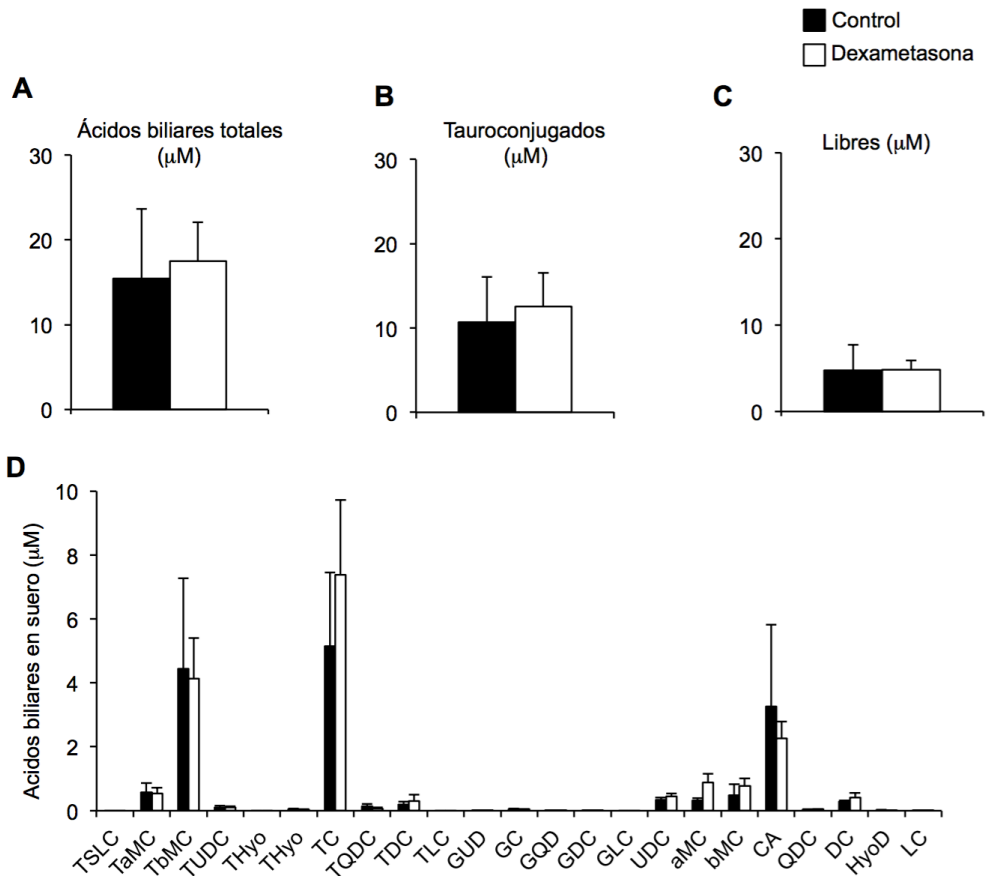 Control
Dexametasona
A
Ácidos biliares totales
(μM)
30
20
10
0
B
Tauroconjugados
(μM)
30
20
10
0
C
Libres (μM)
30
20
10
0
D
Acidos biliares en suero (μM)
10
8
6
4
2
0
TSLC
TaMC
TbMC
TUDC
THyo
THyo
TC
TQDC
TDC
TLC
GUD
GC
GQD
GDC
GLC
UDC
aMC
bMC
CA
QDC
DC
HyoD
LC